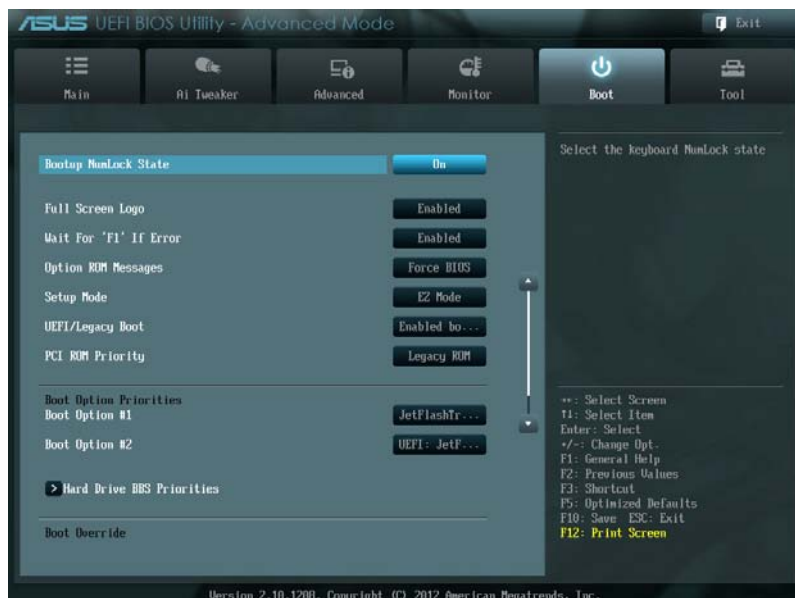 ASUS UEFI BIOS Utility - Advanced Mode
Exit
Main
Ai Tweaker
Advanced
Monitor
Boot
Tool
Bootup NumLock State On
Full Screen Logo Enabled
Wait For 'F1' If Error Enabled
Option ROM Messages Force BIOS
Setup Mode EZ Mode
UEFI/Legacy Boot Enabled bo...
PCI ROM Priority Legacy ROM
Boot Option Priorities
Boot Option #1 JetFlashTr...
Boot Option #2 UEFI: JetF...
> Hard Drive BBS Priorities
Boot Override
Select the keyboard NumLock state
→←: Select Screen
↑↓: Select Item
Enter: Select
+/-: Change Opt.
F1: General Help
F2: Previous Values
F3: Shortcut
F5: Optimized Defaults
F10: Save ESC: Exit
F12: Print Screen
Version 2.10.1208. Copyright (C) 2012 American Megatrends, Inc.